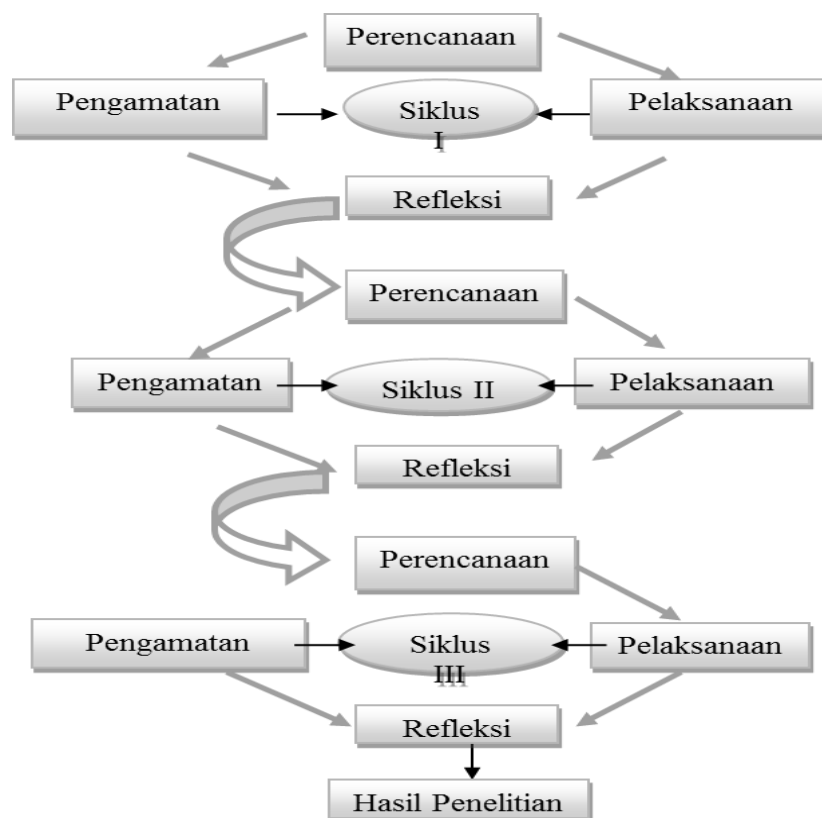 Perencanaan
Pengamatan
Siklus
I
Pelaksanaan
Refleksi
Perencanaan
Pengamatan
Siklus II
Pelaksanaan
Refleksi
Perencanaan
Pengamatan
Siklus
III
Pelaksanaan
Refleksi
Hasil Penelitian